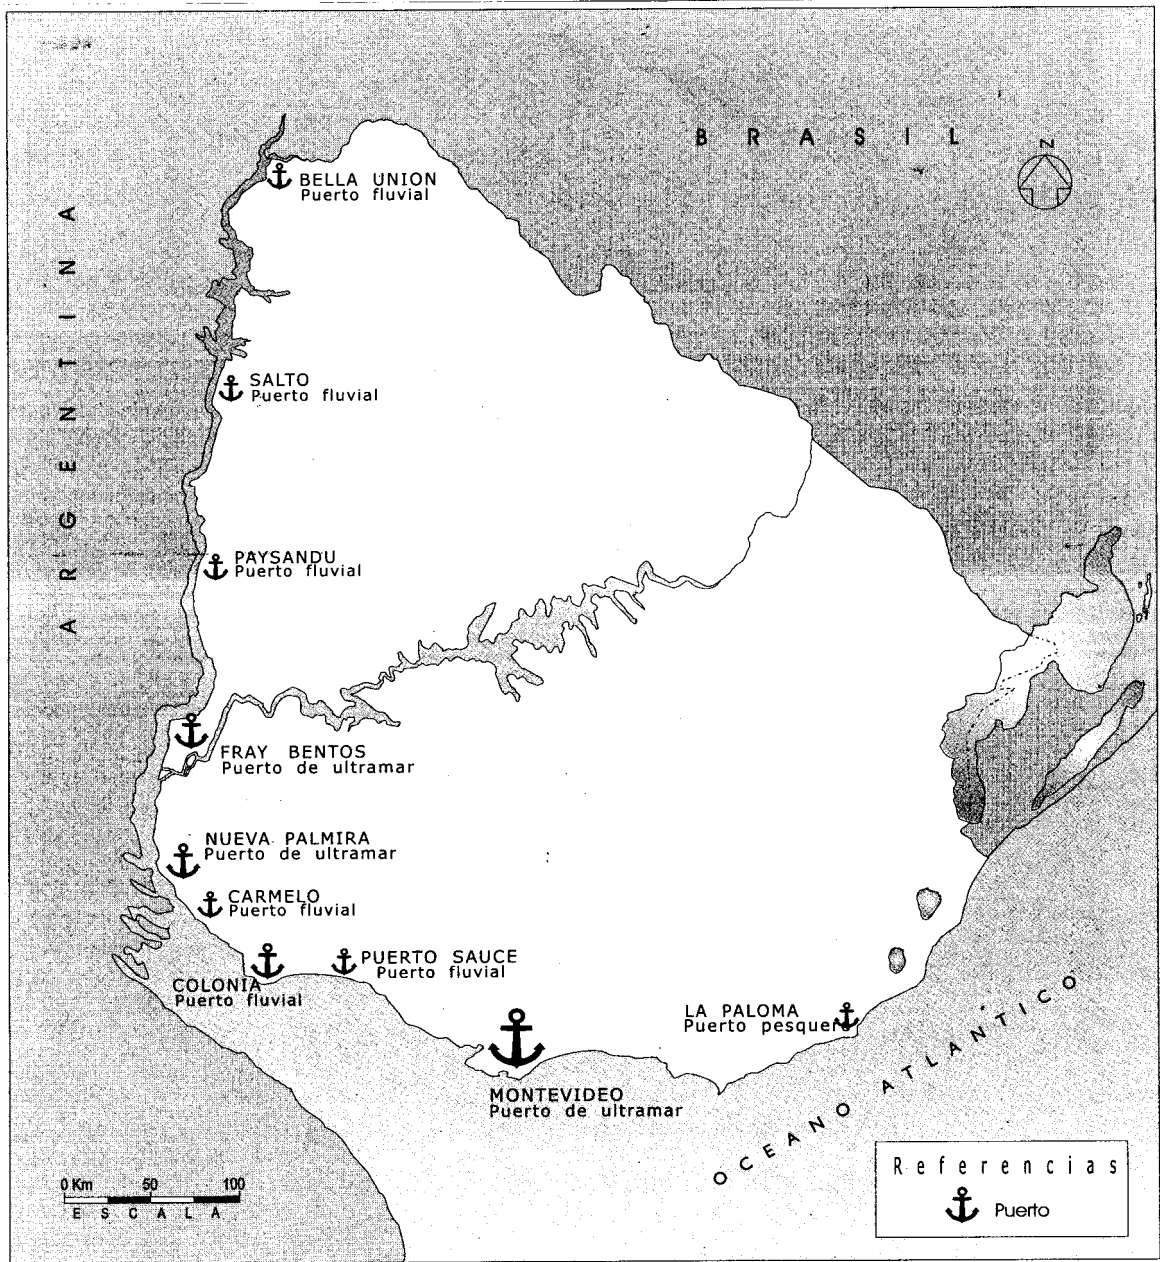 BRASIL
N
ARGENTINA
BELLA UNION
Puerto fluvial
SALTO
Puerto fluvial
PAYSANDU
Puerto fluvial
FRAY BENTOS
Puerto de ultramar
NUEVA PALMIRA
Puerto de ultramar
CARMELO
Puerto fluvial
PUERTO SAUCE
Puerto fluvial
COLONIA
Puerto fluvial
LA PALOMA
Puerto pesquero
MONTEVIDEO
Puerto de ultramar
OCEANO ATLANTICO
0 Km 50 100
ESCALA
Referencias
Puerto